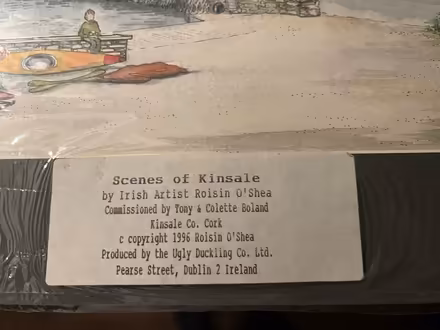 Scenes of Kinsale
by Irish Artist Roisin O'Shea
Commissioned by Tony & Colette Boland
Kinsale Co. Cork
c copyright 1996 Roisin O'Shea
Produced by the Ugly Duckling Co. Ltd.
Pearse Street, Dublin 2 Ireland